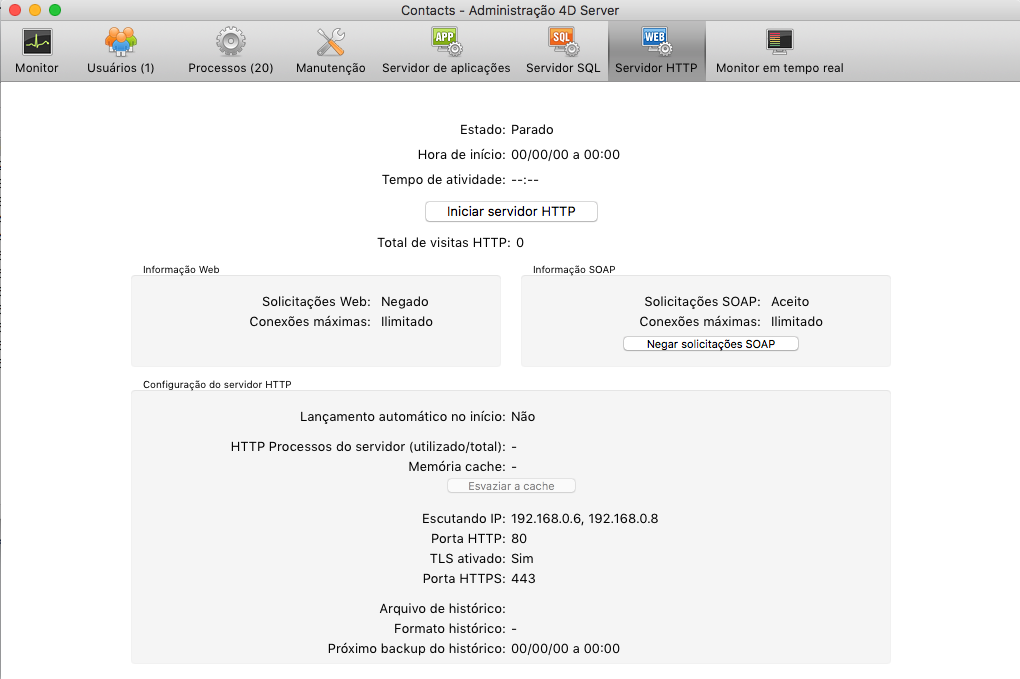 Contacts - Administração 4D Server
APP
SQL
WEB
Monitor
Usuários (1)
Processos (20)
Manutenção
Servidor de aplicações
Servidor SQL
Servidor HTTP
Monitor em tempo real
Estado: Parado
Hora de início: 00/00/00 a 00:00
Tempo de atividade: --:--
Iniciar servidor HTTP
Total de visitas HTTP: 0
Informação Web
Solicitações Web: Negado
Conexões máximas: Ilimitado
Informação SOAP
Solicitações SOAP: Aceito
Conexões máximas: Ilimitado
Negar solicitações SOAP
Configuração do servidor HTTP
Lançamento automático no início: Não
HTTP Processos do servidor (utilizado/total): -
Memória cache: -
Esvaziar a cache
Escutando IP: 192.168.0.6, 192.168.0.8
Porta HTTP: 80
TLS ativado: Sim
Porta HTTPS: 443
Arquivo de histórico:
Formato histórico: -
Próximo backup do histórico: 00/00/00 a 00:00